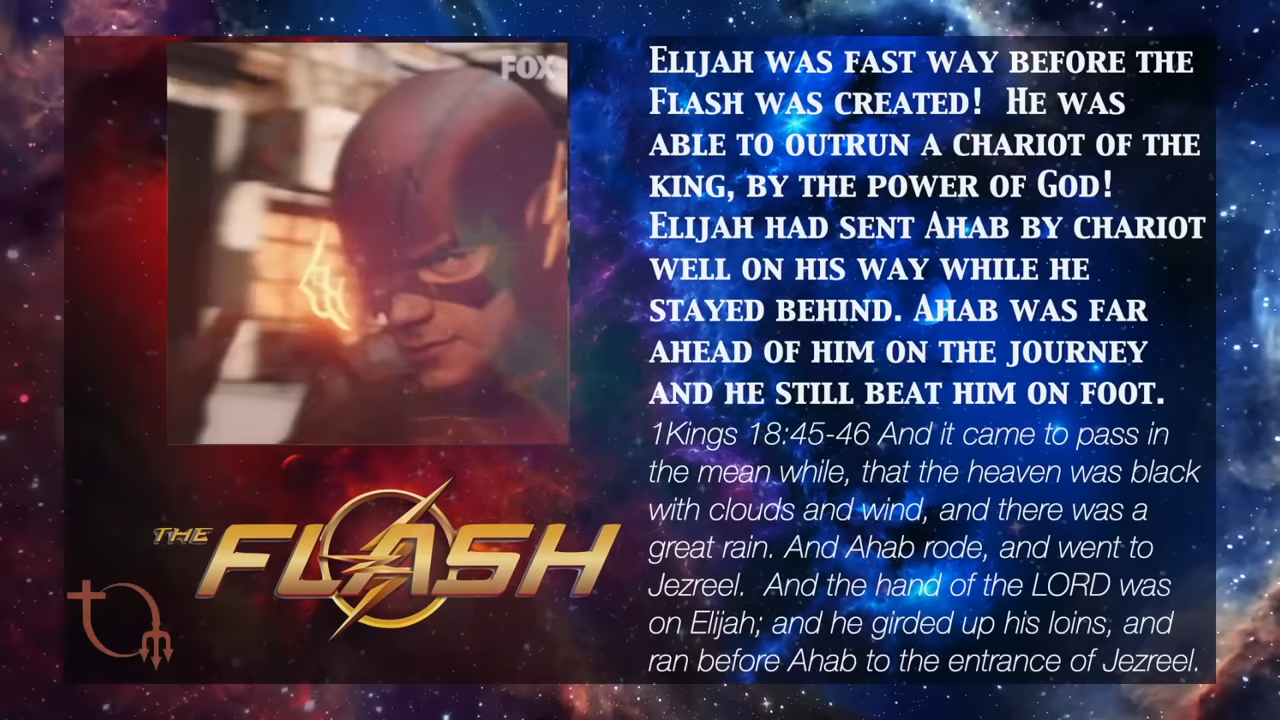 FOX
ELIJAH WAS FAST WAY BEFORE THE
FLASH WAS CREATED!  HE WAS
ABLE TO OUTRUN A CHARIOT OF THE
KING, BY THE POWER OF GOD!
ELIJAH HAD SENT AHAB BY CHARIOT
WELL ON HIS WAY WHILE HE
STAYED BEHIND. AHAB WAS FAR
AHEAD OF HIM ON THE JOURNEY
AND HE STILL BEAT HIM ON FOOT.
1Kings 18:45-46 And it came to pass in
the mean while, that the heaven was black
with clouds and wind, and there was a
great rain. And Ahab rode, and went to
Jezreel.  And the hand of the LORD was
on Elijah; and he girded up his loins, and
ran before Ahab to the entrance of Jezreel.
THE FLASH